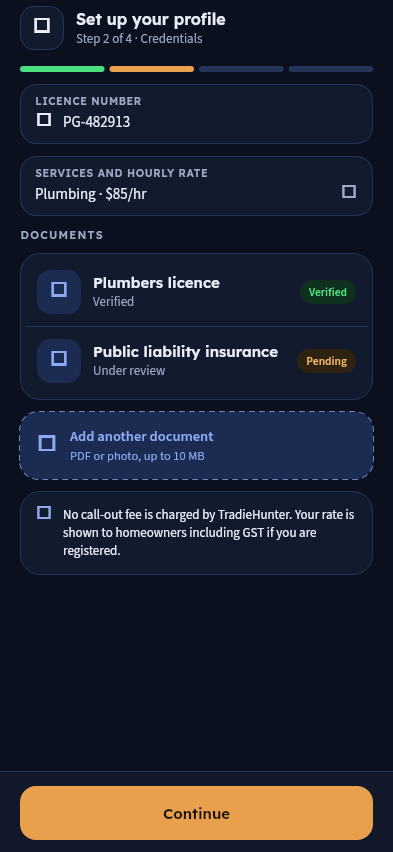 Set up your profile
Step 2 of 4 · Credentials
LICENCE NUMBER
PG-482913
SERVICES AND HOURLY RATE
Plumbing · $85/hr
DOCUMENTS
Plumbers licence
Verified
Verified
Public liability insurance
Under review
Pending
Add another document
PDF or photo, up to 10 MB
No call-out fee is charged by TradieHunter. Your rate is
shown to homeowners including GST if you are
registered.
Continue